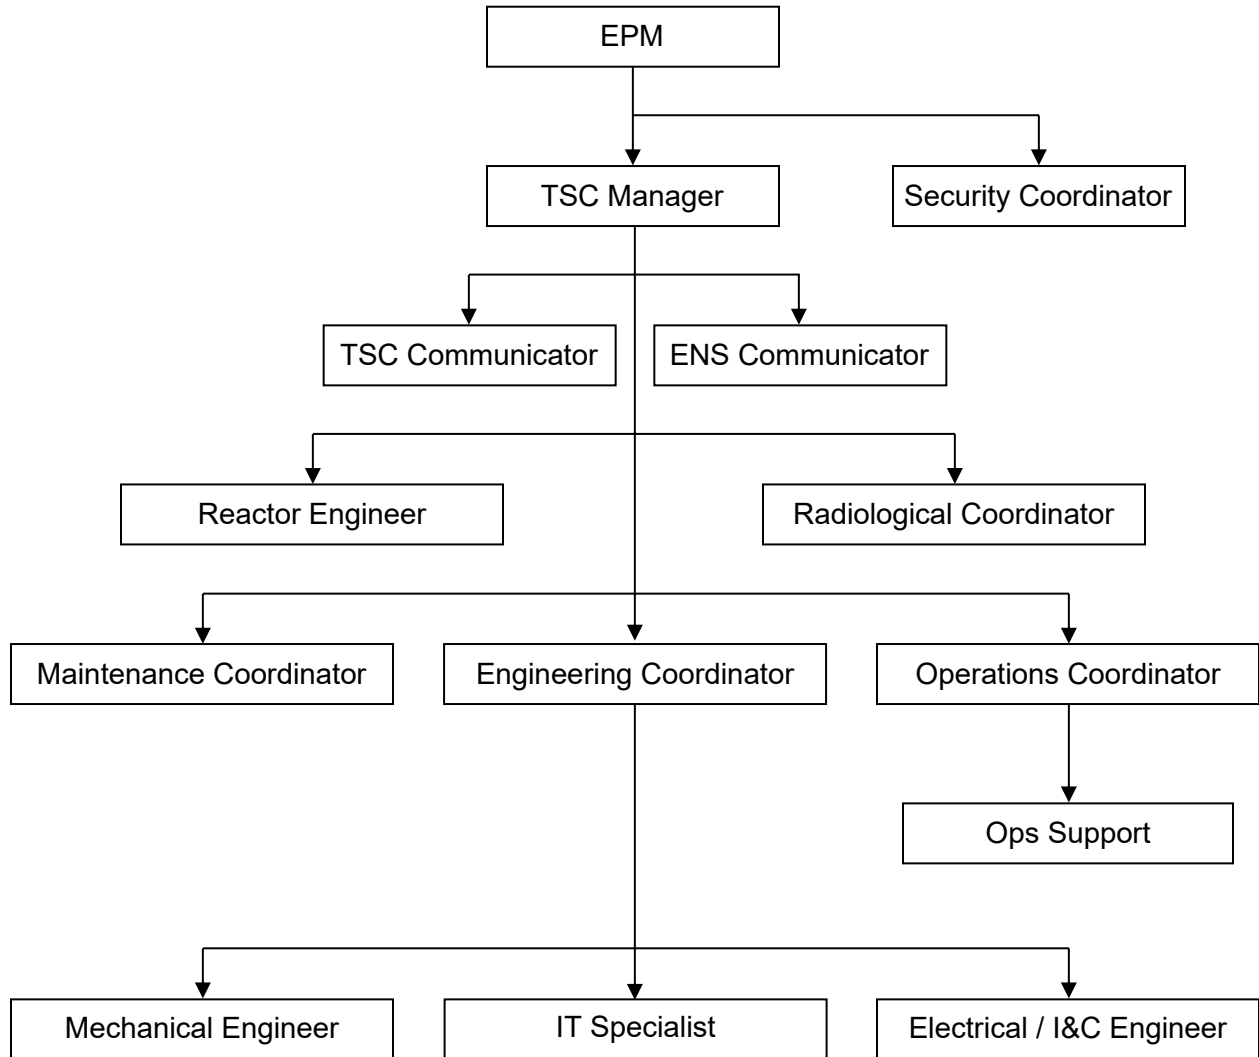 EPM
TSC Manager
Security Coordinator
TSC Communicator
ENS Communicator
Reactor Engineer
Radiological Coordinator
Maintenance Coordinator
Engineering Coordinator
Operations Coordinator
Ops Support
Mechanical Engineer
IT Specialist
Electrical / I&C Engineer